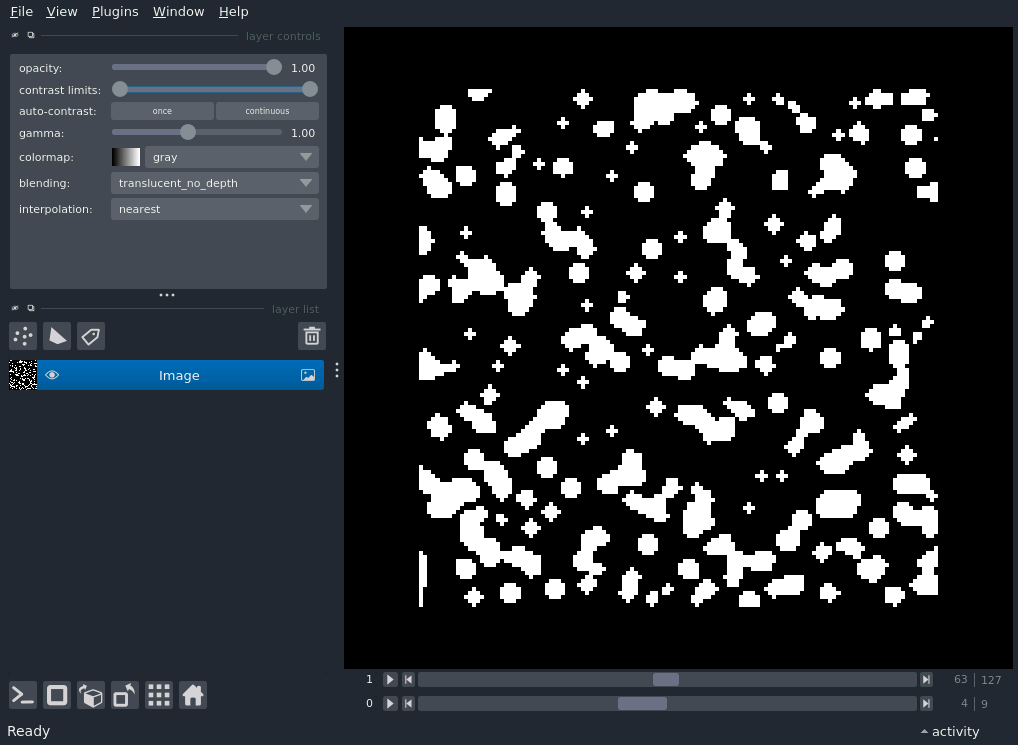 File View Plugins Window Help
layer controls
opacity: 1.00
contrast limits:
auto-contrast: once continuous
gamma: 1.00
colormap: gray
blending: translucent_no_depth
interpolation: nearest
layer list
Image
1 63 127
0 4 9
Ready activity